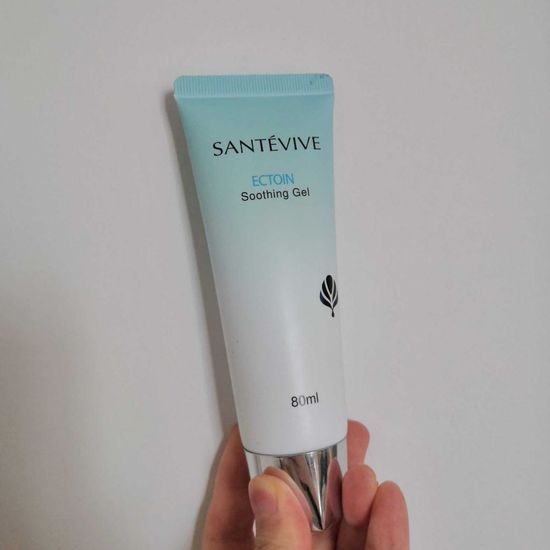 SANTÉVIVE
ECTOIN
Soothing Gel
80ml